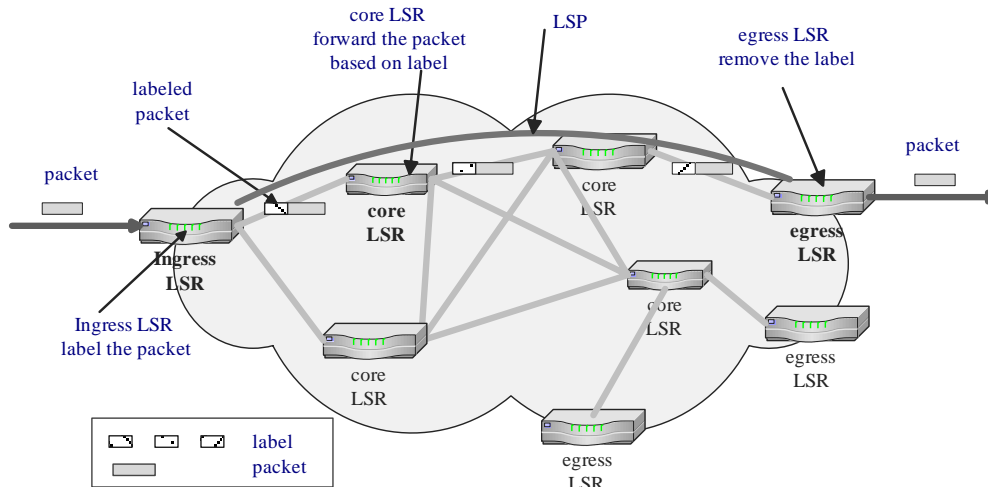 core LSR
forward the packet
based on label
LSP
egress LSR
remove the label
labeled
packet
packet
packet
core
LSR
core
LSR
Ingress
LSR
egress
LSR
core
LSR
Ingress LSR
label the packet
core
LSR
egress
LSR
label
packet
egress
LSR